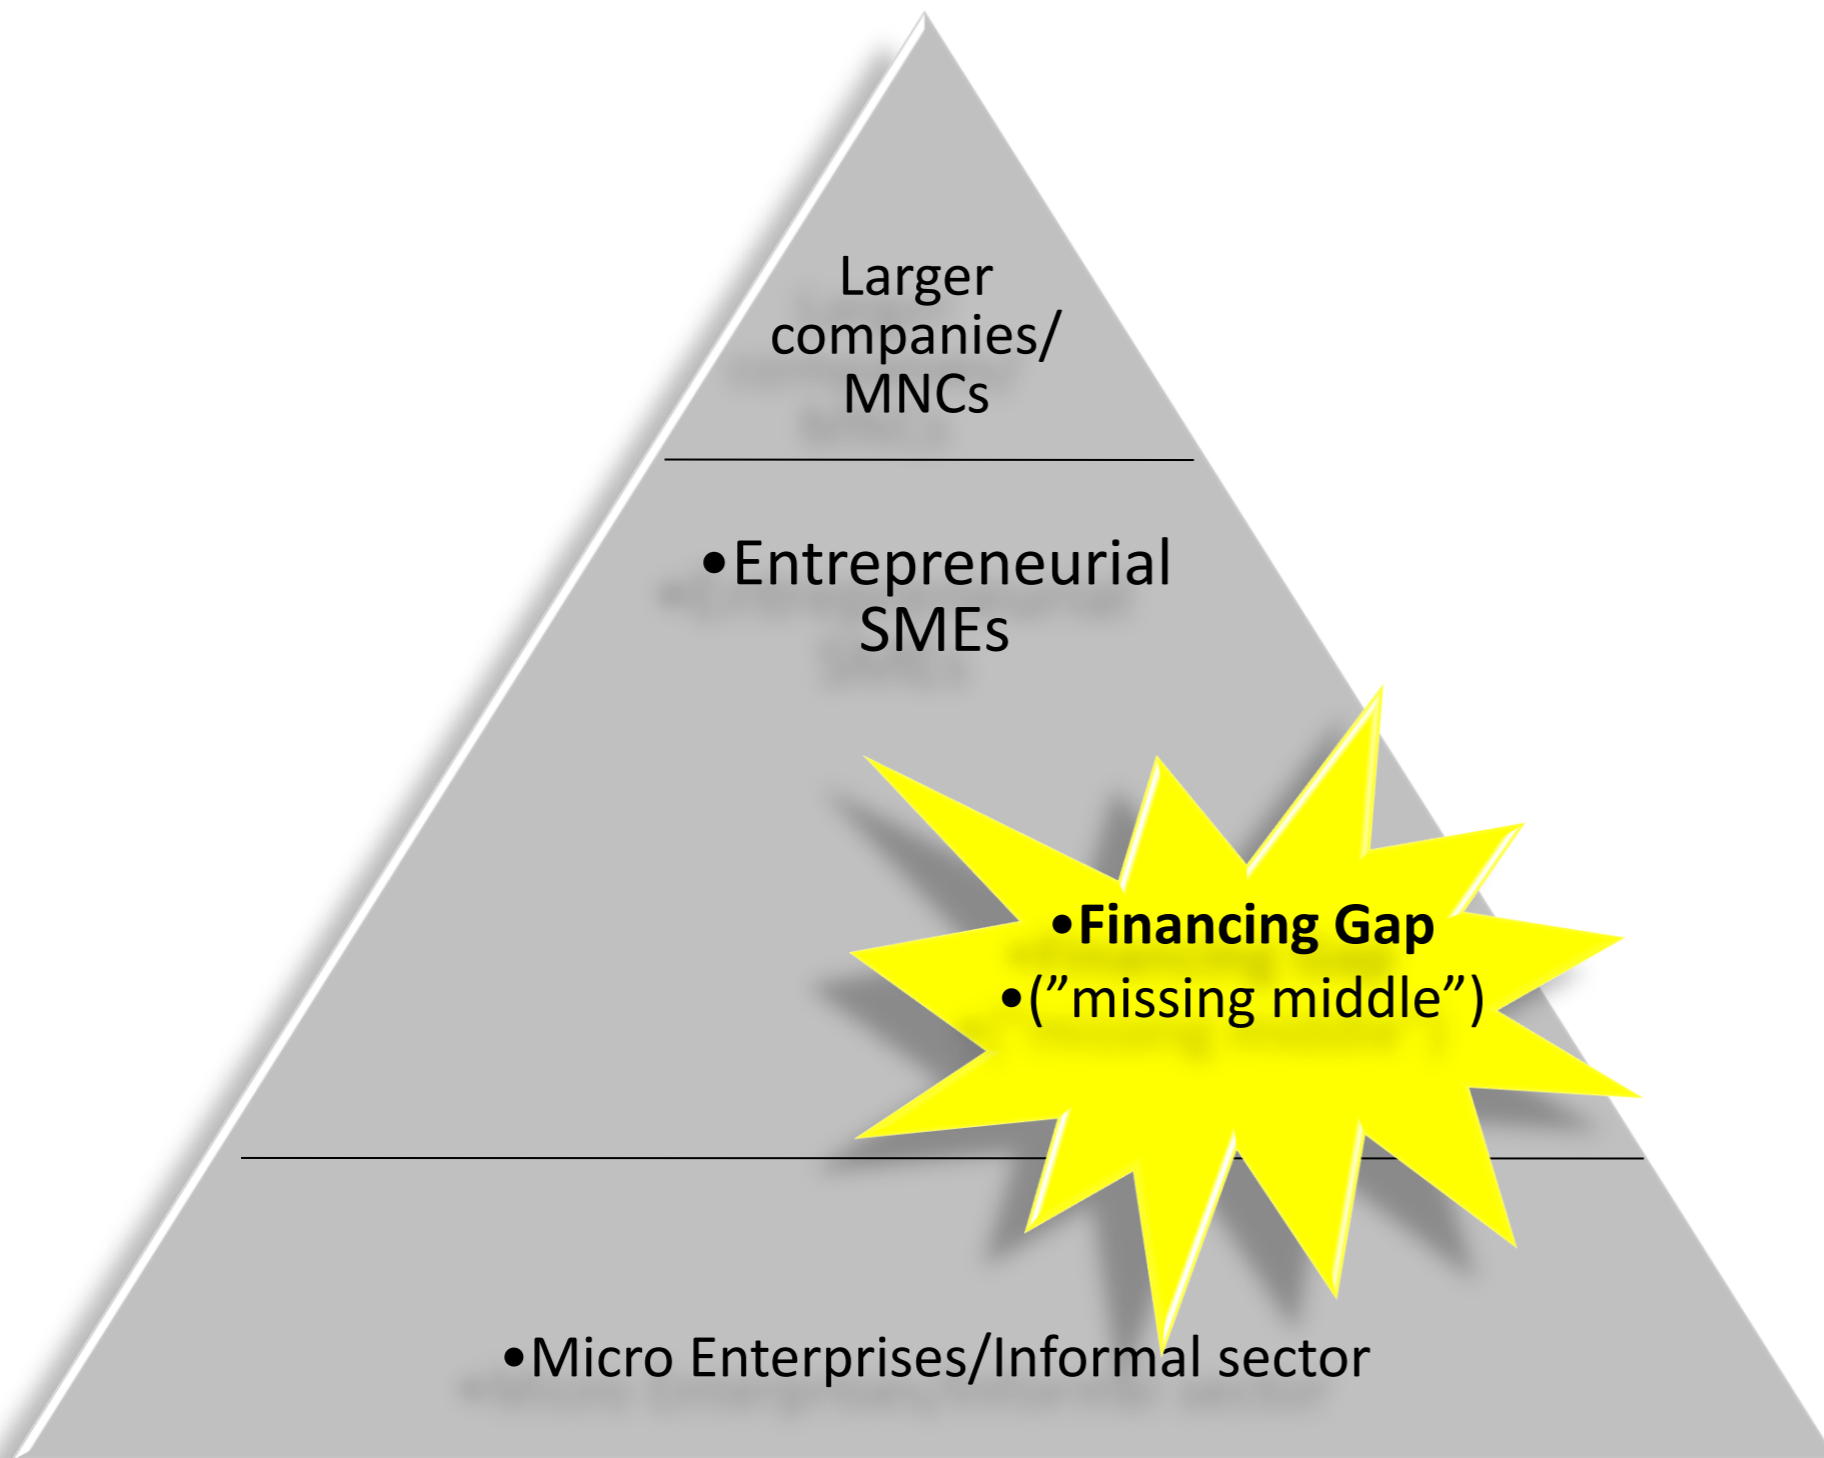 Larger
companies/
MNCs
•Entrepreneurial
SMEs
•Financing Gap
•(”missing middle”)
•Micro Enterprises/Informal sector